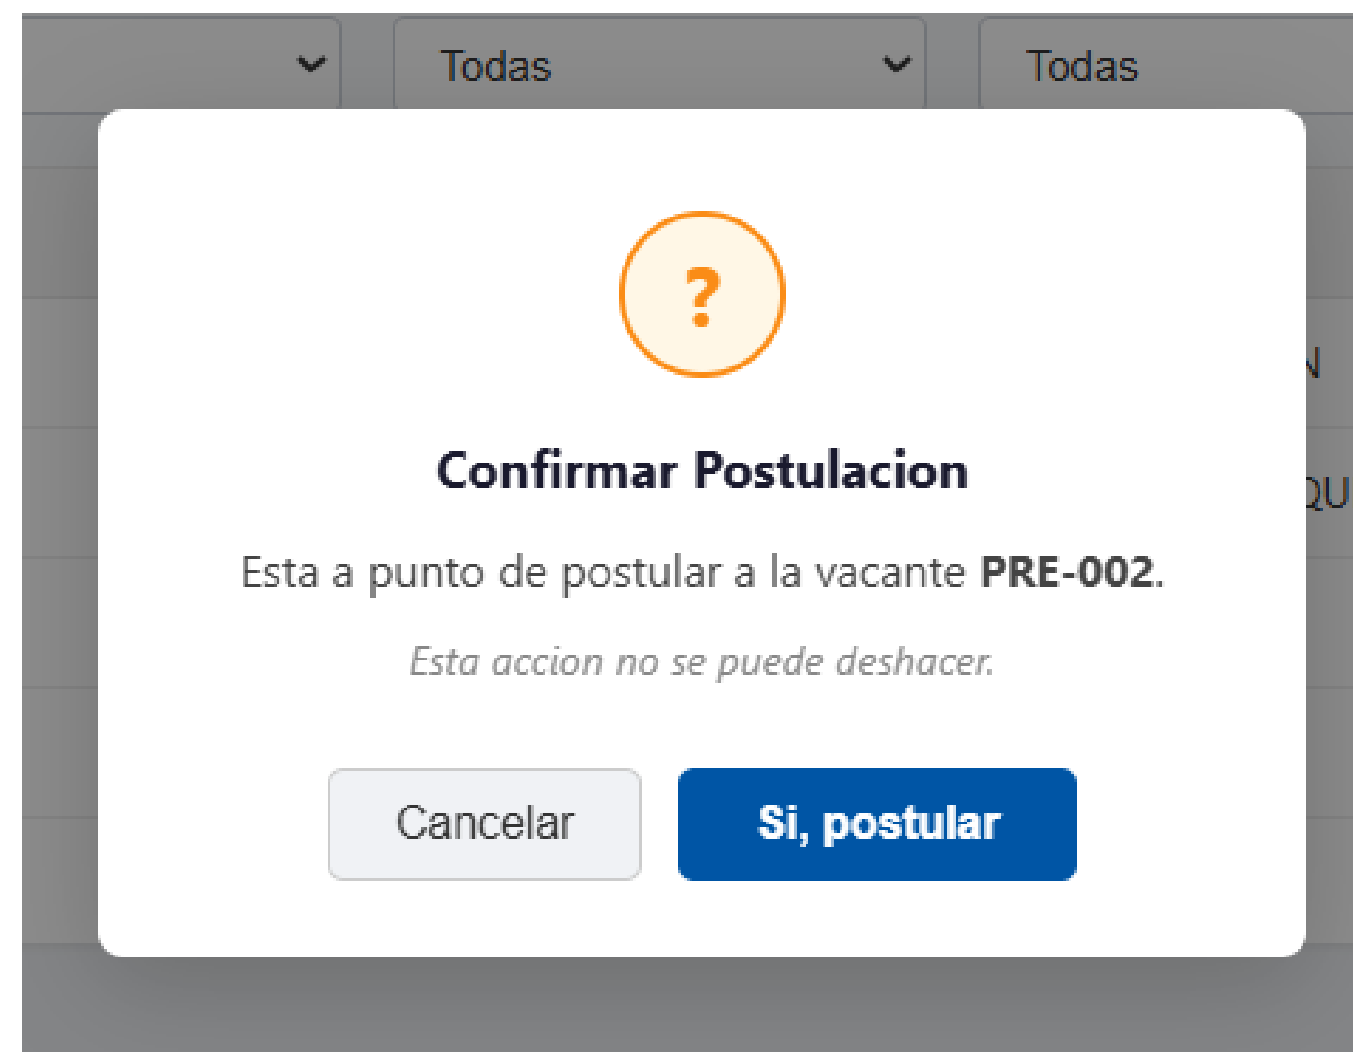 Todas Todas
?
Confirmar Postulacion
Esta a punto de postular a la vacante PRE-002.
Esta accion no se puede deshacer.
Cancelar Si, postular